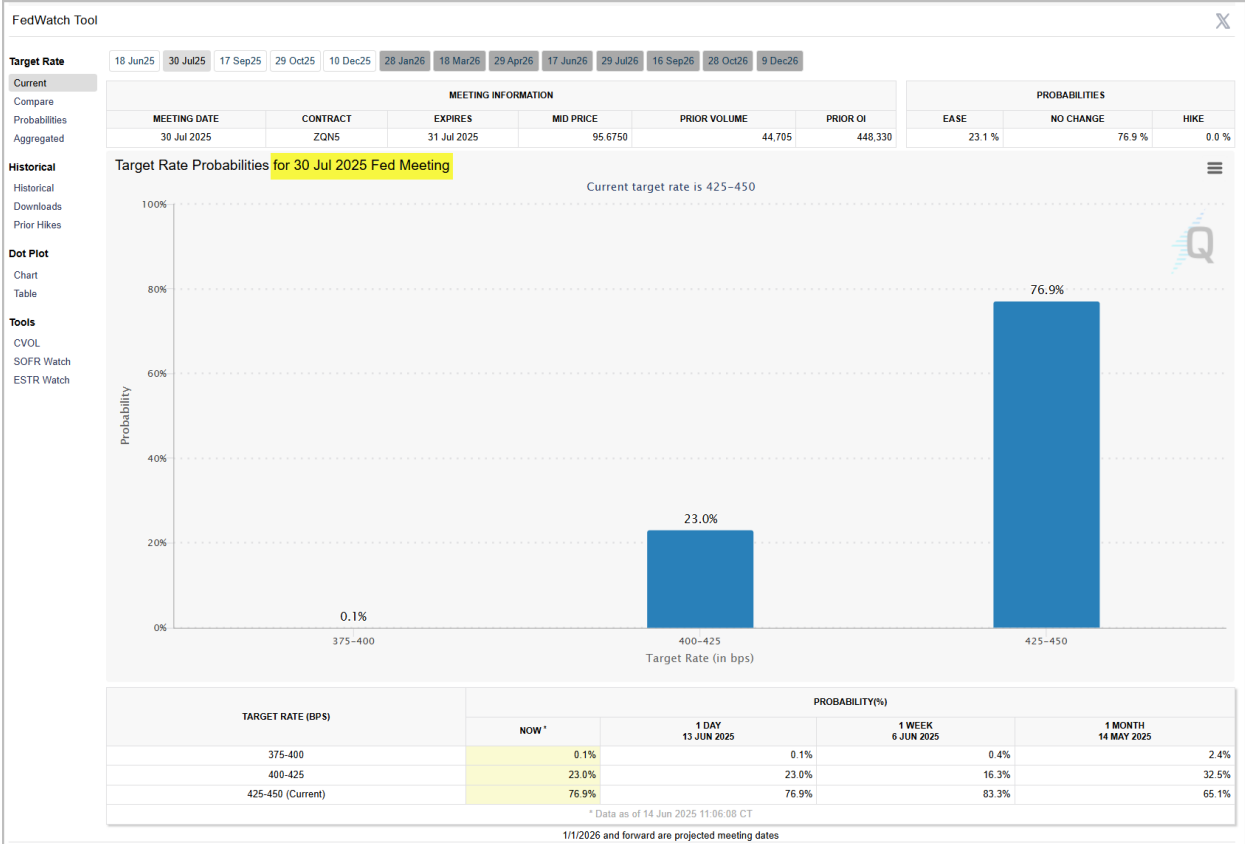 FedWatch Tool
Target Rate
Current
Compare
Probabilities
Aggregated
Historical
Historical
Downloads
Prior Hikes
Dot Plot
Chart
Table
Tools
CVOL
SOFR Watch
ESTR Watch
18 Jun25 30 Jul25 17 Sep25 29 Oct25 10 Dec25 28 Jan26 18 Mar26 29 Apr26 17 Jun26 29 Jul26 16 Sep26 28 Oct26 9 Dec26
MEETING INFORMATION
MEETING DATE CONTRACT EXPIRES MID PRICE PRIOR VOLUME PRIOR OI
30 Jul 2025 ZQN5 31 Jul 2025 95.6750 44,705 448,330
PROBABILITIES
EASE NO CHANGE HIKE
23.1 % 76.9 % 0.0 %
Target Rate Probabilities for 30 Jul 2025 Fed Meeting
Current target rate is 425–450
Q
100%
80%
60%
40%
20%
0%
Probability
0.1%
23.0%
76.9%
375–400 400–425 425–450
Target Rate (in bps)
TARGET RATE (BPS) PROBABILITY(%)
NOW * 1 DAY 1 WEEK 1 MONTH
13 JUN 2025 6 JUN 2025 14 MAY 2025
375-400 0.1% 0.1% 0.4% 2.4%
400-425 23.0% 23.0% 16.3% 32.5%
425-450 (Current) 76.9% 76.9% 83.3% 65.1%
* Data as of 14 Jun 2025 11:06:08 CT
1/1/2026 and forward are projected meeting dates